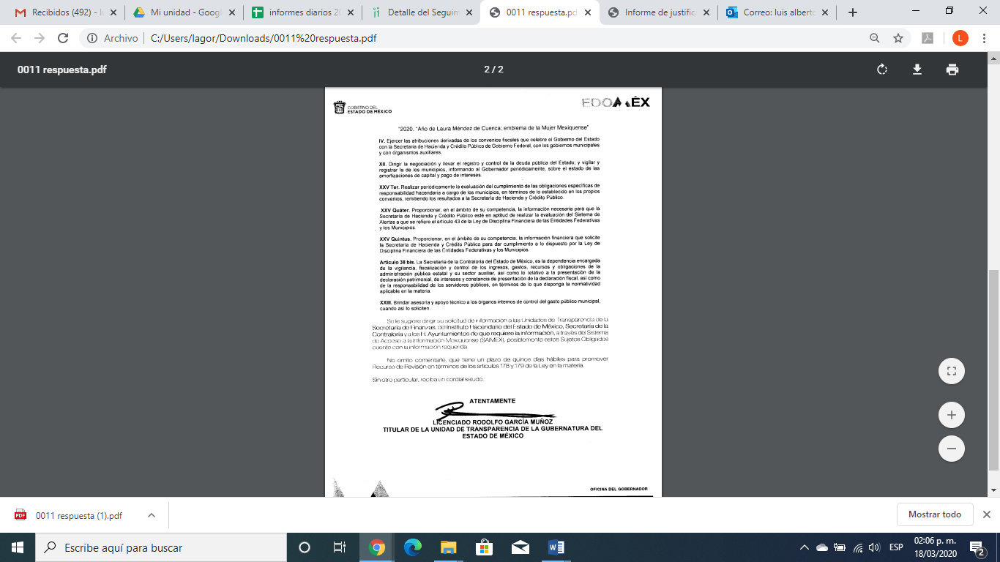 Recibidos (492) - I
Mi unidad - Goog
informes diarios 20
Detalle del Seguim
0011 respuesta.pd
Informe de justific
Correo: luis albert
Archivo
C:/Users/lagor/Downloads/0011%20respuesta.pdf
L
0011 respuesta.pdf
2 / 2
GOBIERNO DEL
ESTADO DE MÉXICO
EDOMÉX
"2020. "Año de Laura Méndez de Cuenca; emblema de la Mujer Mexiquense"
IV. Ejercer las atribuciones derivadas de los convenios fiscales que celebre el Gobierno del Estado
con la Secretaría de Hacienda y Crédito Público de Gobierno Federal, con los gobiernos municipales
y con organismos auxiliares.
XII. Dirigir la negociación y llevar el registro y control de la deuda pública del Estado; y vigilar y
registrar la de los municipios, informando al Gobernador periódicamente, sobre el estado de las
amortizaciones de capital y pago de intereses.
XXV Ter. Realizar periódicamente la evaluación del cumplimiento de las obligaciones específicas de
responsabilidad hacendaria a cargo de los municipios, en términos de lo establecido en los propios
convenios, remitiendo los resultados a la Secretaría de Hacienda y Crédito Público.
XXV Quáter. Proporcionar, en el ámbito de su competencia, la información necesaria para que la
Secretaría de Hacienda y Crédito Público esté en aptitud de realizar la evaluación del Sistema de
Alertas a que se refiere el artículo 43 de la Ley de Disciplina Financiera de las Entidades Federativas
y los Municipios.
XXV Quintus. Proporcionar, en el ámbito de su competencia, la información financiera que solicite
la Secretaría de Hacienda y Crédito Público para dar cumplimiento a lo dispuesto por la Ley de
Disciplina Financiera de las Entidades Federativas y los Municipios.
Artículo 38 bis. La Secretaría de la Contraloría del Estado de México, es la dependencia encargada
de la vigilancia, fiscalización y control de los ingresos, gastos, recursos y obligaciones de la
administración pública estatal y su sector auxiliar, así como lo relativo a la presentación de la
declaración patrimonial, de intereses y constancia de presentación de la declaración fiscal, así como
de la responsabilidad de los servidores públicos, en términos de lo que disponga la normatividad
aplicable en la materia.
XXIII. Brindar asesoría y apoyo técnico a los órganos internos de control del gasto público municipal,
cuando así lo soliciten.
Se le sugiere dirigir su solicitud de información a las Unidades de Transparencia de la
Secretaría de Finanzas, del Instituto Hacendario del Estado de México, Secretaría de la
Contraloría y a los H. Ayuntamientos de que requiere la información, a través del Sistema
de Acceso a la Información Mexiquense (SAIMEX), posiblemente estos Sujetos Obligados
cuente con la información requerida.
No omito comentarle, que tiene un plazo de quince días hábiles para promover
Recurso de Revisión en términos de los artículos 178 y 179 de la Ley en la materia.
Sin otro particular, reciba un cordial saludo.
ATENTAMENTE
LICENCIADO RODOLFO GARCÍA MUÑOZ
TITULAR DE LA UNIDAD DE TRANSPARENCIA DE LA GUBERNATURA DEL
ESTADO DE MÉXICO
OFICINA DEL GOBERNADOR
0011 respuesta (1).pdf
Mostrar todo
Escribe aquí para buscar
ESP
02:06 p. m.
18/03/2020
2